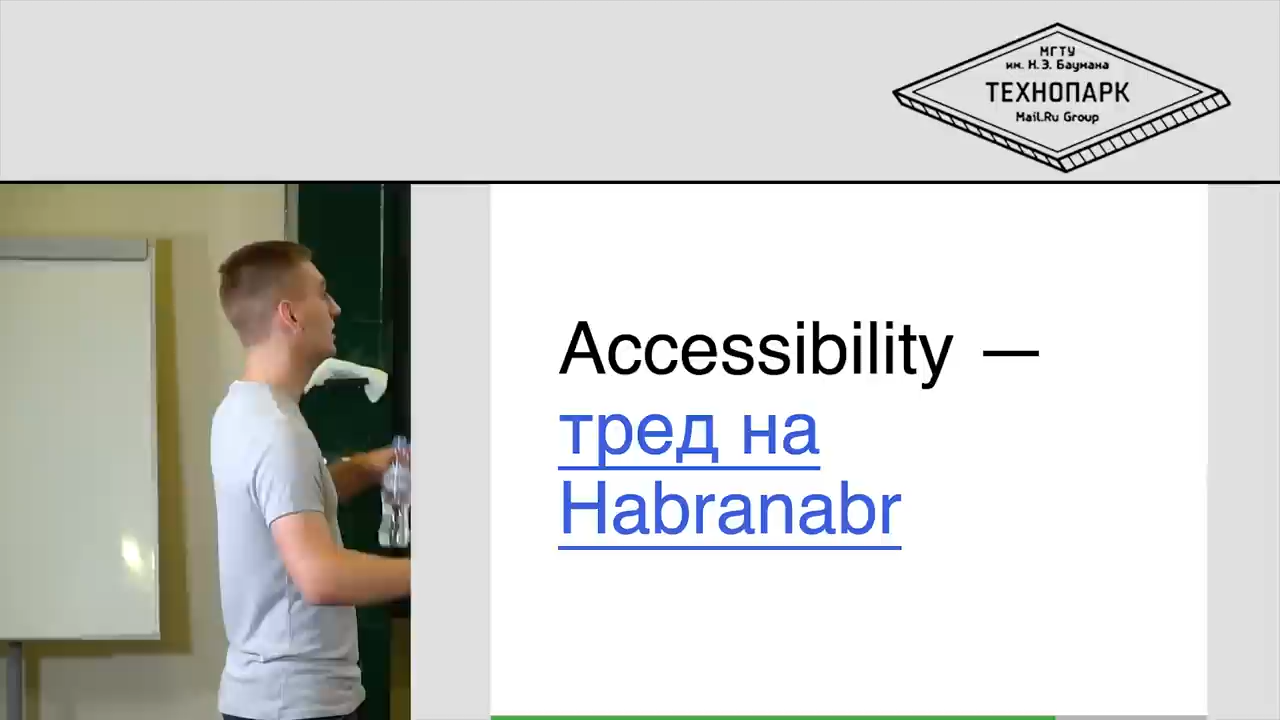 МГТУ
им. Н.Э. Баумана
ТЕХНОПАРК
Mail.Ru Group
Accessibility —
тред на
Habranabr